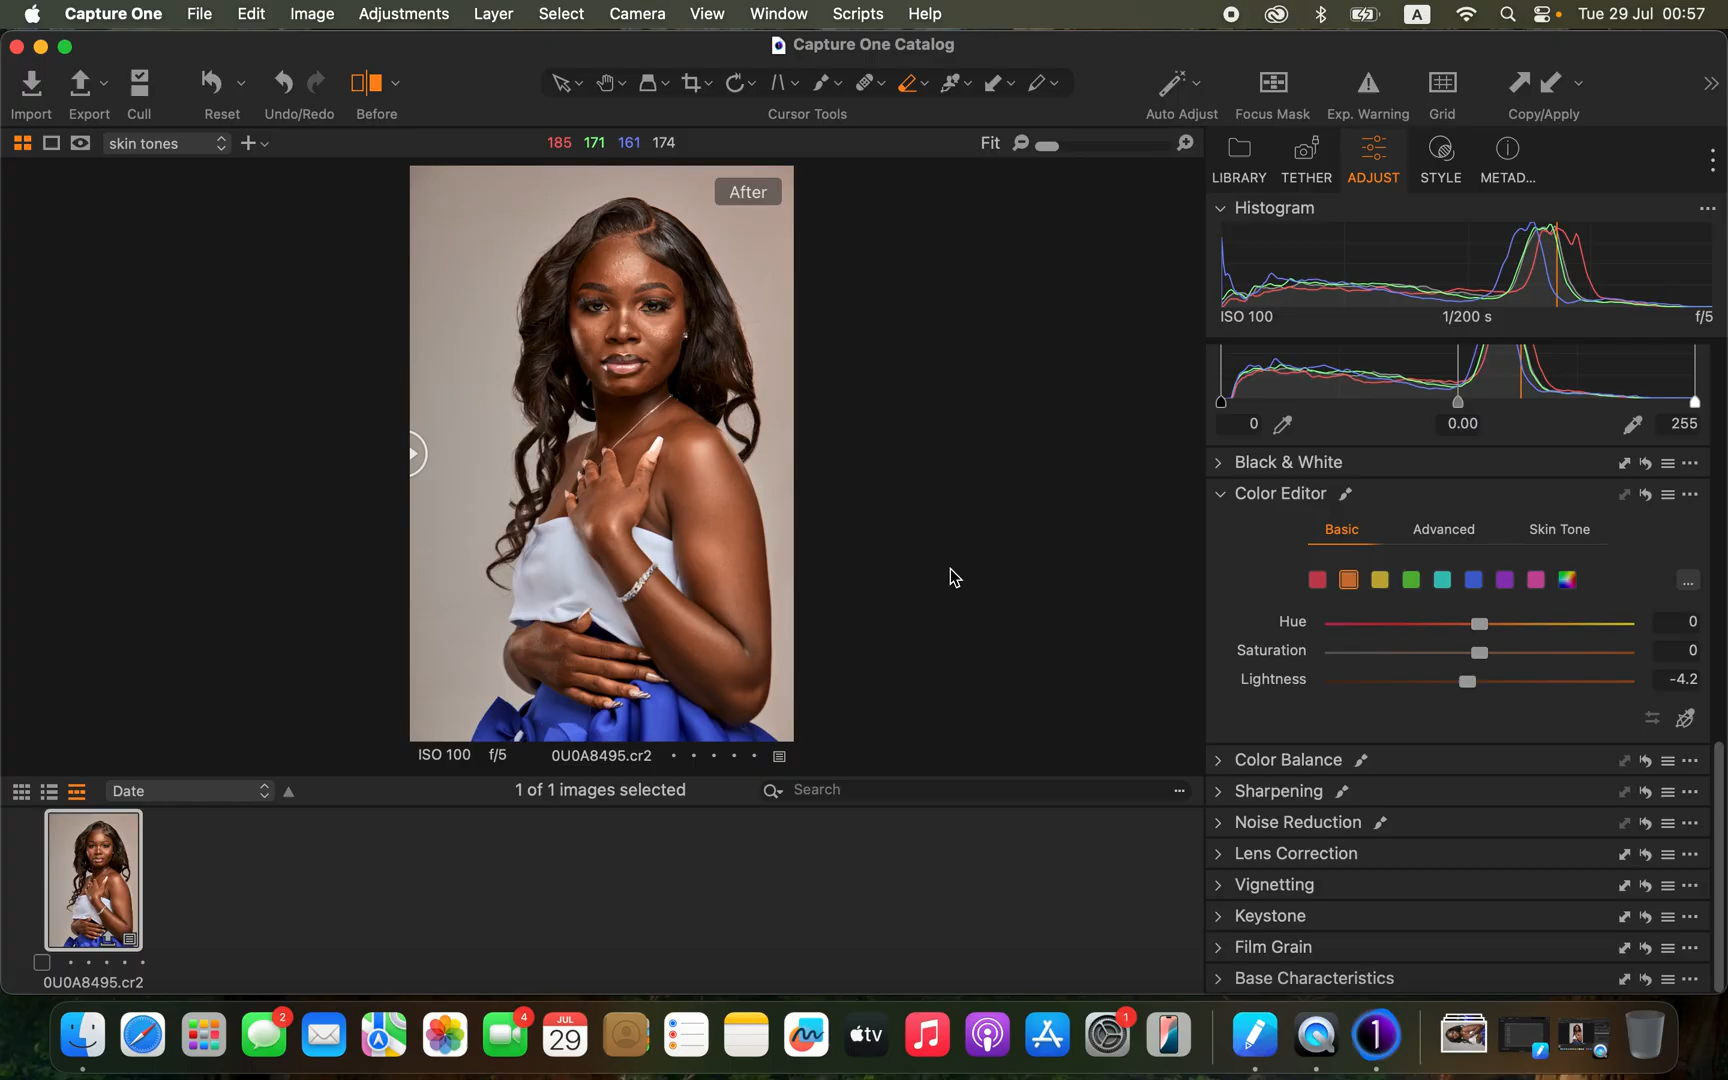 Capture One File Edit Image Adjustments Layer Select Camera View Window Scripts Help A Tue 29 Jul 00:57
Capture One Catalog
Import Export Cull Reset Undo/Redo Before Cursor Tools Auto Adjust Focus Mask Exp. Warning Grid Copy/Apply
skin tones 185 171 161 174 Fit
LIBRARY TETHER ADJUST STYLE METAD...
After
Histogram
ISO 100 1/200 s f/5
0 0.00 255
Black & White
Color Editor
Basic Advanced Skin Tone
...
Hue 0
Saturation 0
Lightness -4.2
ISO 100 f/5 0U0A8495.cr2
Color Balance
Date 1 of 1 images selected Search
Sharpening
Noise Reduction
Lens Correction
Vignetting
Keystone
Film Grain
Base Characteristics
0U0A8495.cr2
2 4 JUL 29 tv 1 1